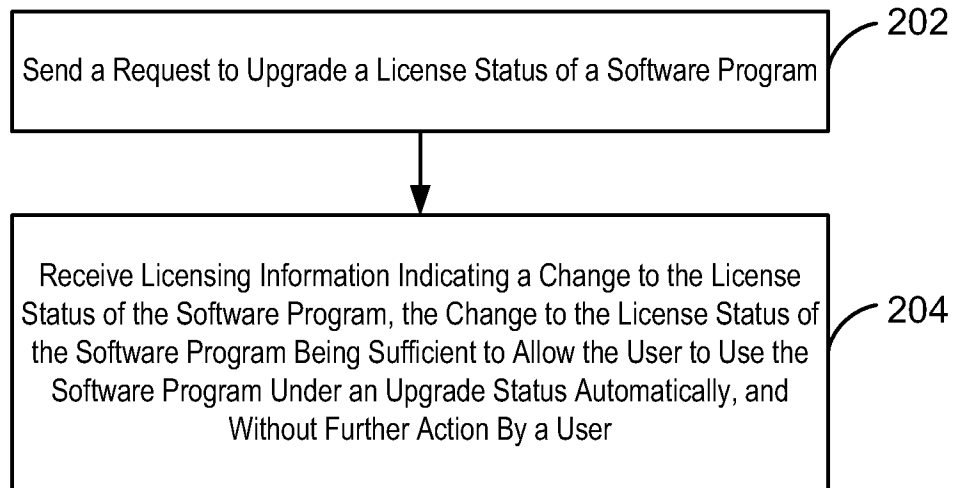 202
Send a Request to Upgrade a License Status of a Software Program
Receive Licensing Information Indicating a Change to the License
Status of the Software Program, the Change to the License Status of
the Software Program Being Sufficient to Allow the User to Use the
Software Program Under an Upgrade Status Automatically, and
Without Further Action By a User
204